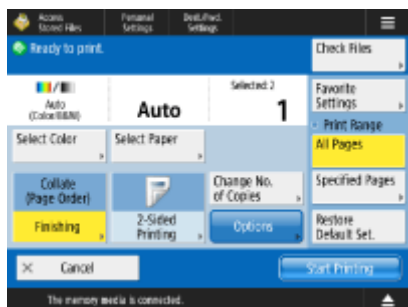 Access
Stored Files
Personal
Settings
Dest./Fwd.
Settings
Ready to print.
Check Files
Auto
(Color/B&W)
Auto
Selected: 2
1
Favorite
Settings
Print Range
All Pages
Select Color
Select Paper
Collate
(Page Order)
Finishing
2-Sided
Printing
Change No.
of Copies
Options
Specified Pages
Restore
Default Set.
Cancel
Start Printing
The memory media is connected.